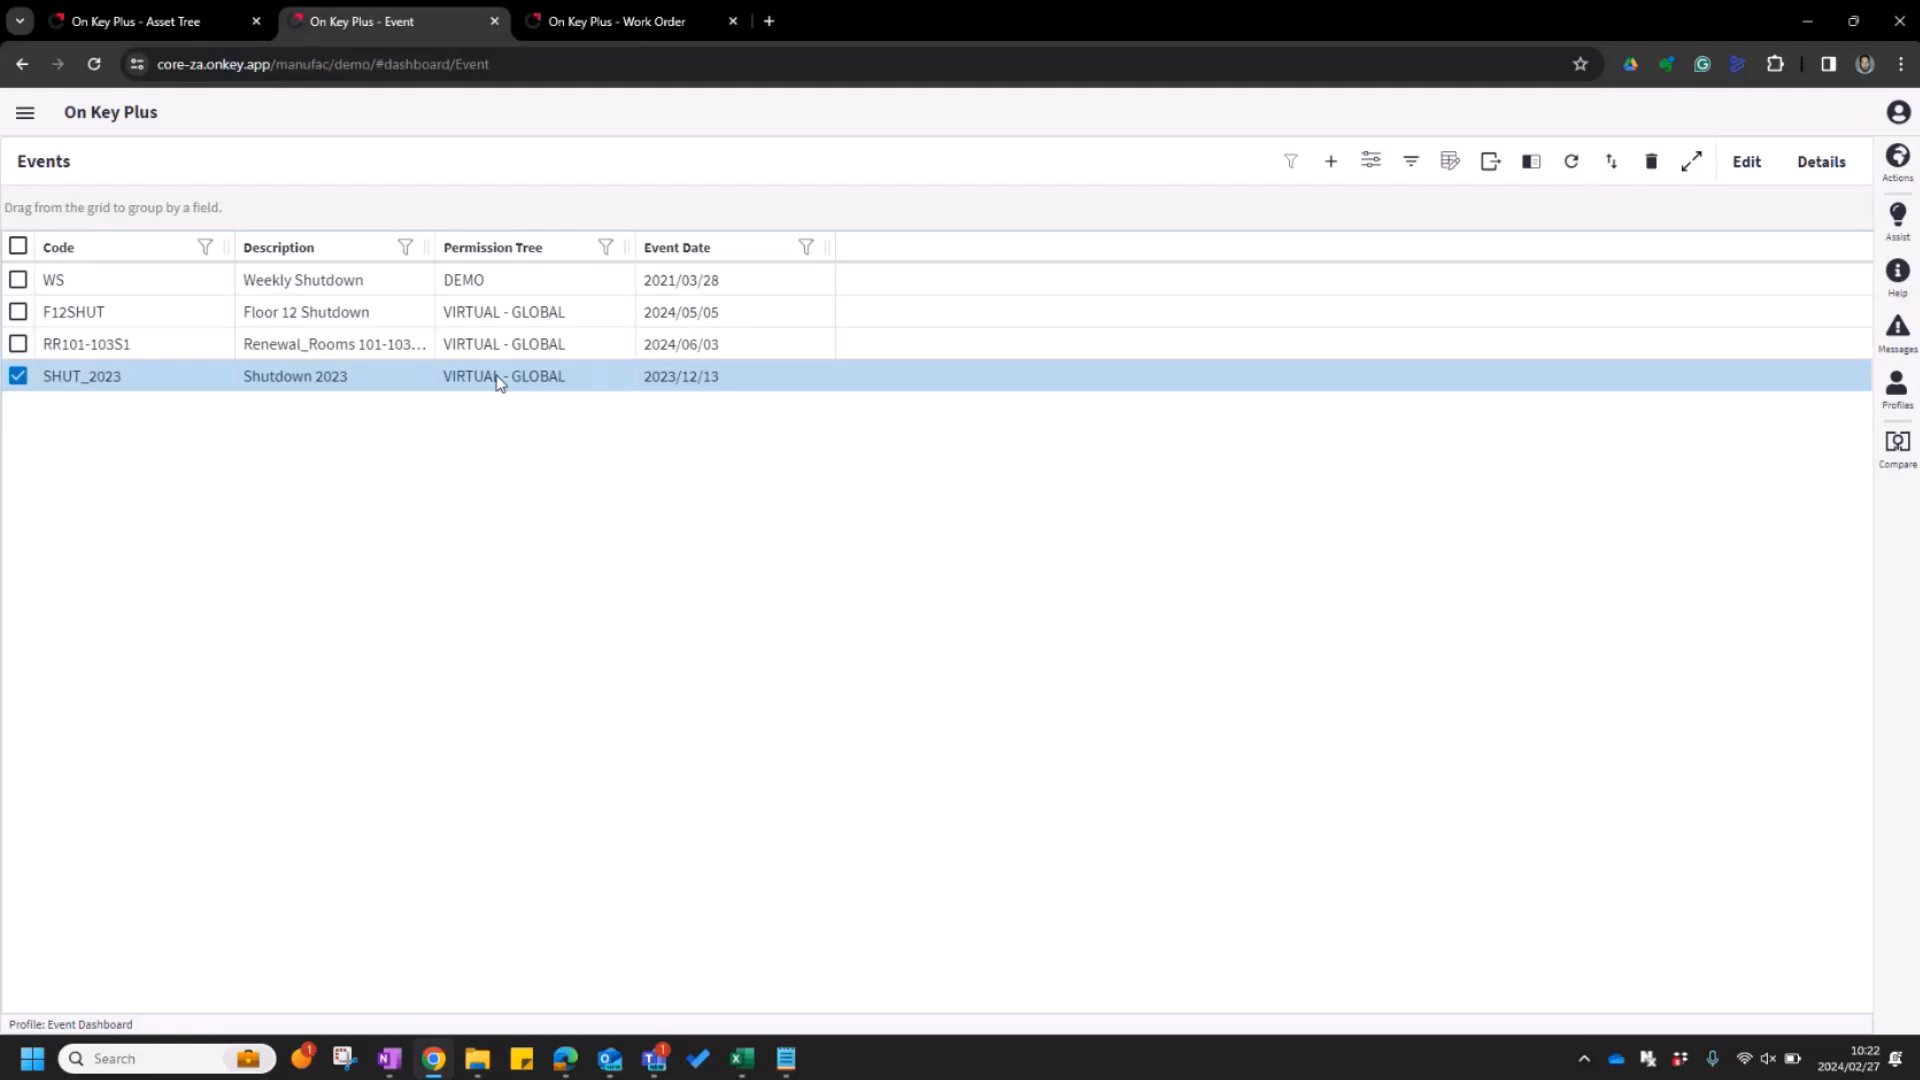 On Key Plus - Asset Tree
On Key Plus - Event
On Key Plus - Work Order
core-za.onkey.app/manufac/demo/#dashboard/Event
On Key Plus
Events
Edit
Details
Actions
Drag from the grid to group by a field.
Assist
Code Description Permission Tree Event Date
WS Weekly Shutdown DEMO 2021/03/28
Help
F12SHUT Floor 12 Shutdown VIRTUAL - GLOBAL 2024/05/05
RR101-103S1 Renewal_Rooms 101-103... VIRTUAL - GLOBAL 2024/06/03
Messages
SHUT_2023 Shutdown 2023 VIRTUAL - GLOBAL 2023/12/13
Profiles
Compare
Profile: Event Dashboard
Search
1
1
10:22
2024/02/27